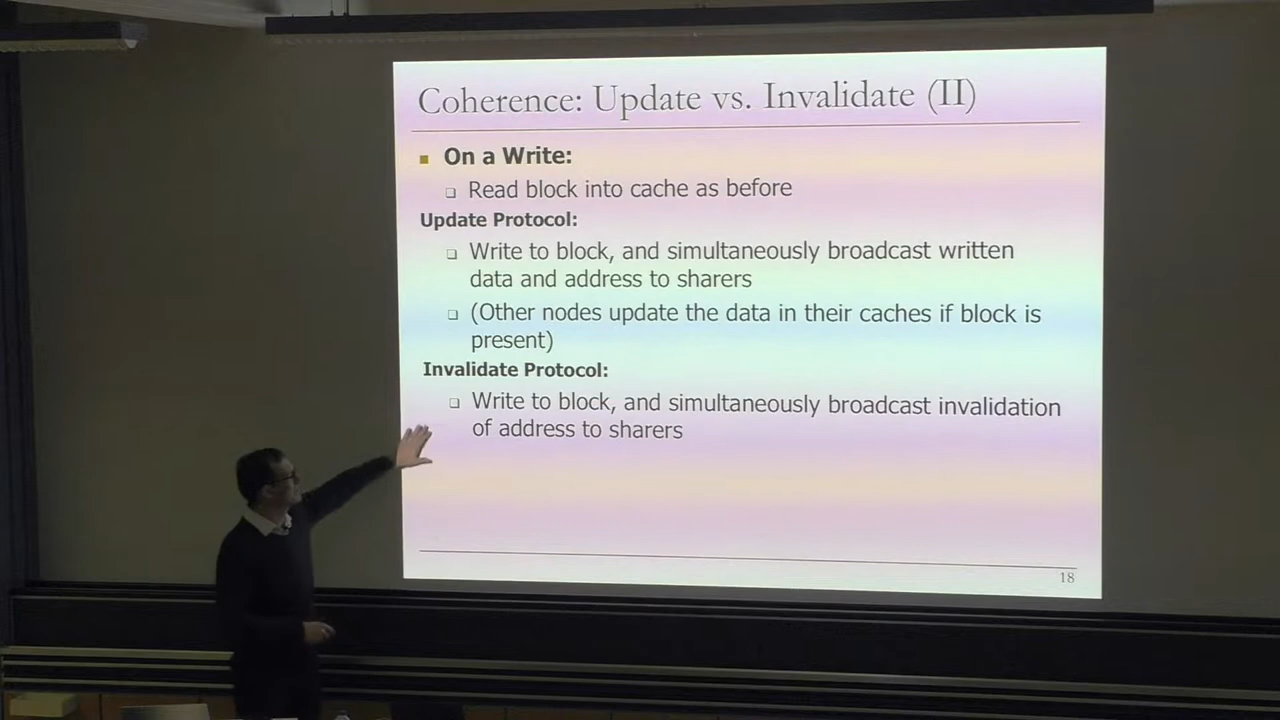 Coherence: Update vs. Invalidate (II)
On a Write:
Read block into cache as before
Update Protocol:
Write to block, and simultaneously broadcast written
data and address to sharers
(Other nodes update the data in their caches if block is
present)
Invalidate Protocol:
Write to block, and simultaneously broadcast invalidation
of address to sharers
18